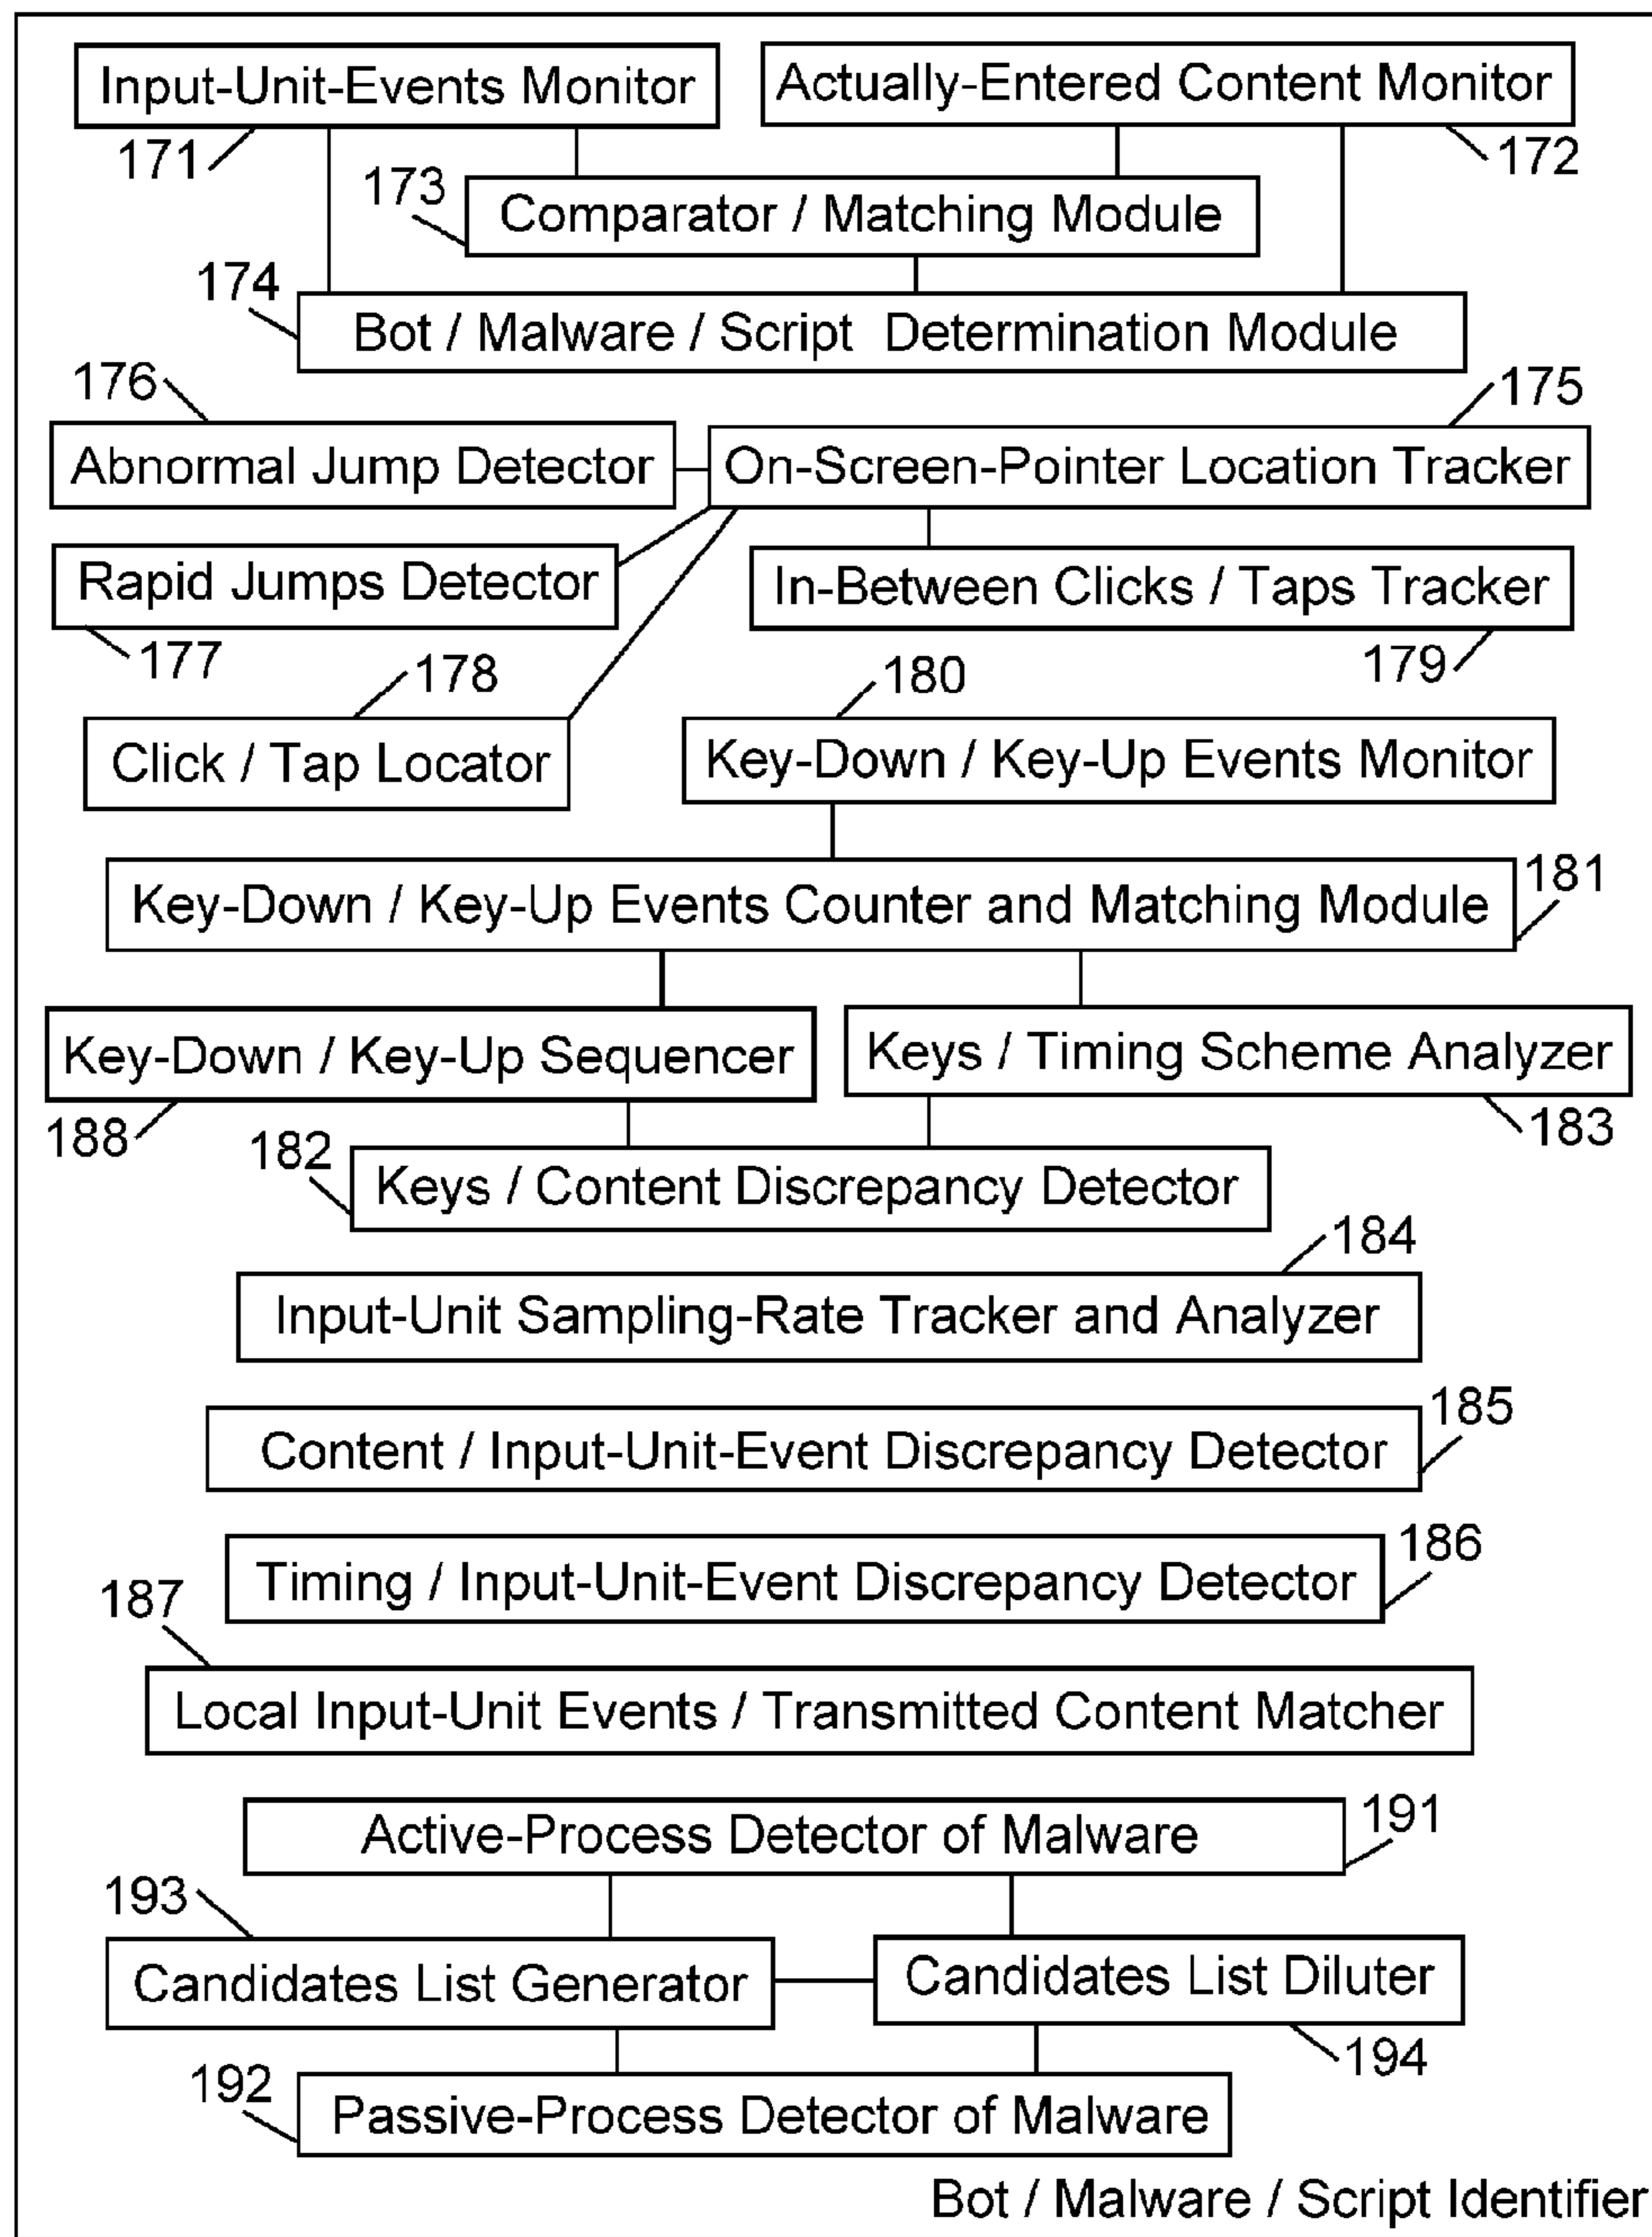 Input-Unit-Events Monitor
Actually-Entered Content Monitor
171
172
173
Comparator / Matching Module
174
Bot / Malware / Script Determination Module
176
175
Abnormal Jump Detector
On-Screen-Pointer Location Tracker
Rapid Jumps Detector
In-Between Clicks / Taps Tracker
177
178
179
180
Click / Tap Locator
Key-Down / Key-Up Events Monitor
181
Key-Down / Key-Up Events Counter and Matching Module
Key-Down / Key-Up Sequencer
Keys / Timing Scheme Analyzer
188
183
182
Keys / Content Discrepancy Detector
184
Input-Unit Sampling-Rate Tracker and Analyzer
185
Content / Input-Unit-Event Discrepancy Detector
186
Timing / Input-Unit-Event Discrepancy Detector
187
Local Input-Unit Events / Transmitted Content Matcher
191
Active-Process Detector of Malware
193
Candidates List Generator
Candidates List Diluter
194
192
Passive-Process Detector of Malware
Bot / Malware / Script Identifier